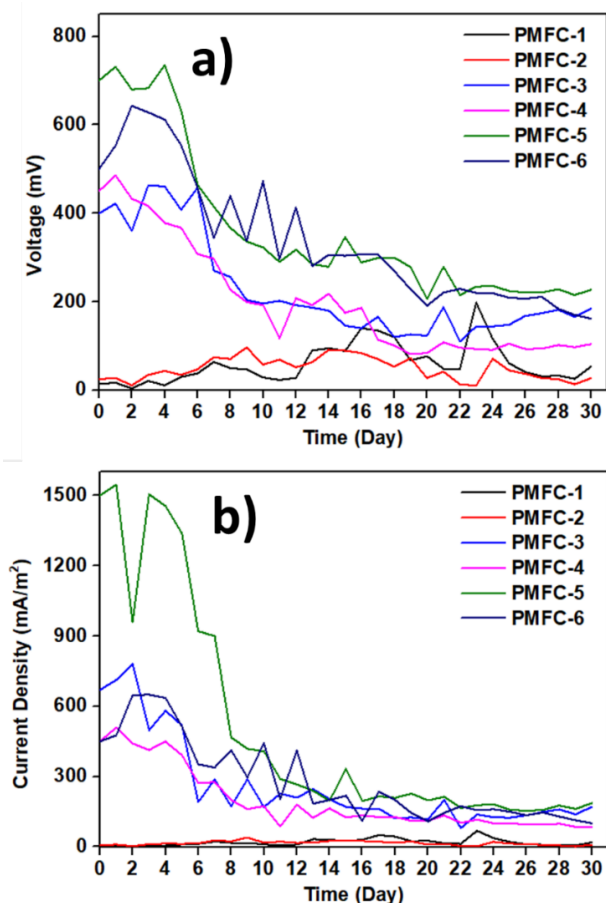 a)
800
600
400
200
0
Voltage (mV)
PMFC-1
PMFC-2
PMFC-3
PMFC-4
PMFC-5
PMFC-6
0 2 4 6 8 10 12 14 16 18 20 22 24 26 28 30
Time (Day)
b)
1500
1200
900
600
300
0
Current Density (mA/m²)
PMFC-1
PMFC-2
PMFC-3
PMFC-4
PMFC-5
PMFC-6
0 2 4 6 8 10 12 14 16 18 20 22 24 26 28 30
Time (Day)